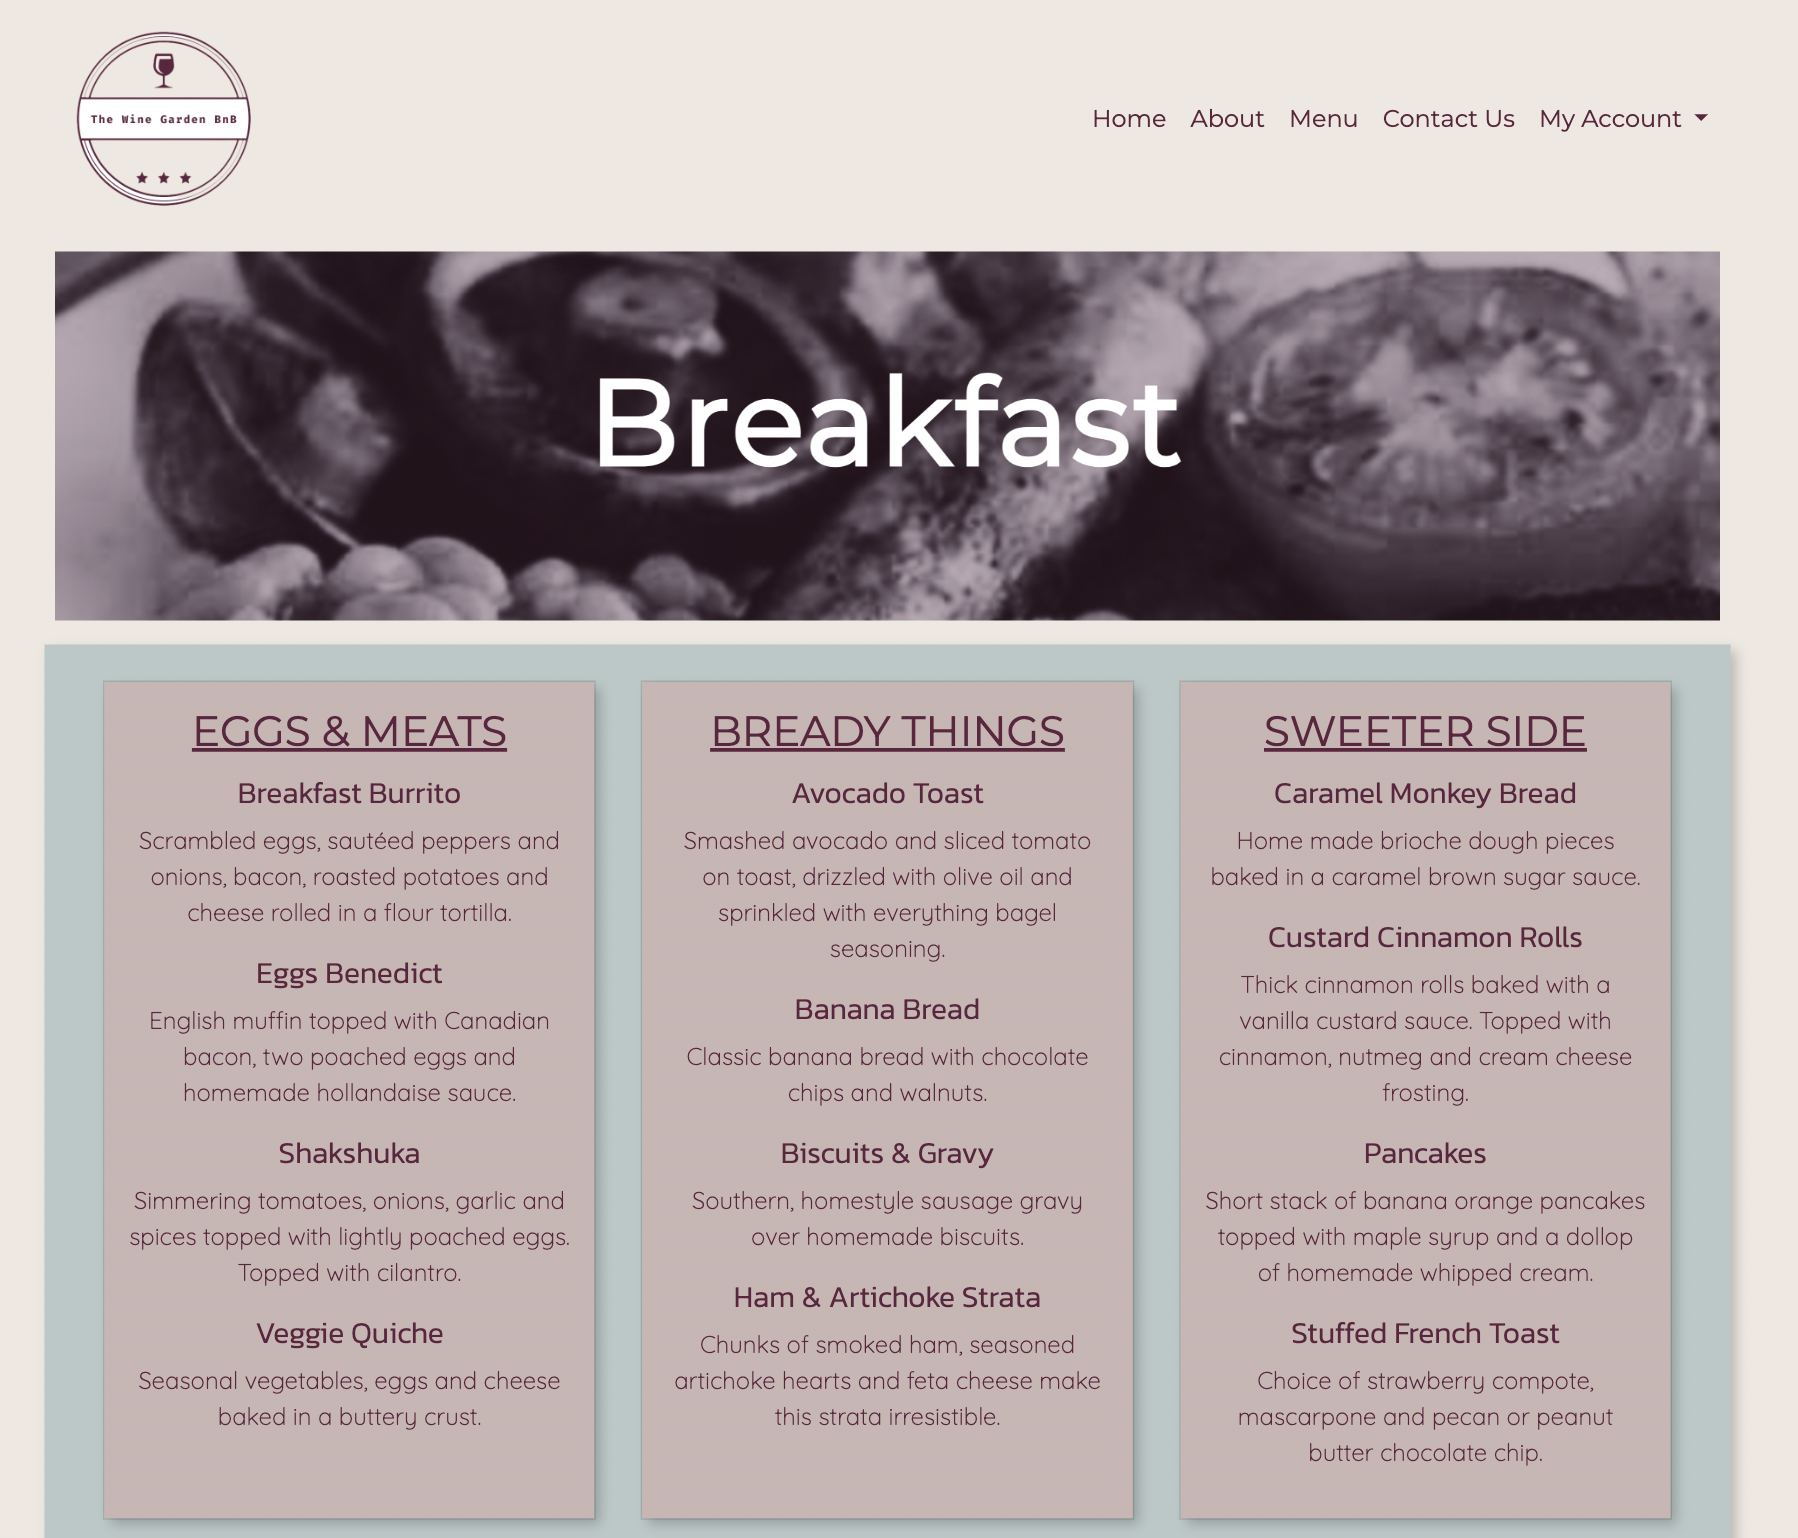 The Wine Garden BnB
Home About Menu Contact Us My Account
Breakfast
EGGS & MEATS
Breakfast Burrito
Scrambled eggs, sautéed peppers and
onions, bacon, roasted potatoes and
cheese rolled in a flour tortilla.
Eggs Benedict
English muffin topped with Canadian
bacon, two poached eggs and
homemade hollandaise sauce.
Shakshuka
Simmering tomatoes, onions, garlic and
spices topped with lightly poached eggs.
Topped with cilantro.
Veggie Quiche
Seasonal vegetables, eggs and cheese
baked in a buttery crust.
BREADY THINGS
Avocado Toast
Smashed avocado and sliced tomato
on toast, drizzled with olive oil and
sprinkled with everything bagel
seasoning.
Banana Bread
Classic banana bread with chocolate
chips and walnuts.
Biscuits & Gravy
Southern, homestyle sausage gravy
over homemade biscuits.
Ham & Artichoke Strata
Chunks of smoked ham, seasoned
artichoke hearts and feta cheese make
this strata irresistible.
SWEETER SIDE
Caramel Monkey Bread
Home made brioche dough pieces
baked in a caramel brown sugar sauce.
Custard Cinnamon Rolls
Thick cinnamon rolls baked with a
vanilla custard sauce. Topped with
cinnamon, nutmeg and cream cheese
frosting.
Pancakes
Short stack of banana orange pancakes
topped with maple syrup and a dollop
of homemade whipped cream.
Stuffed French Toast
Choice of strawberry compote,
mascarpone and pecan or peanut
butter chocolate chip.